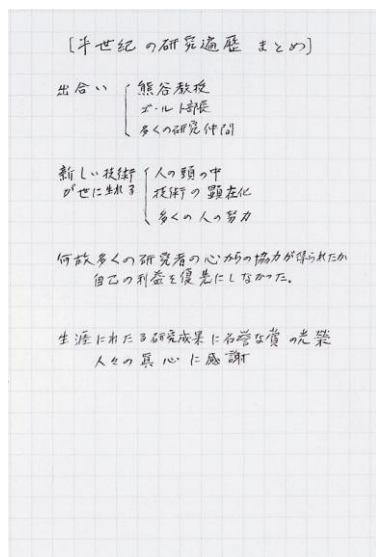 [半世紀の研究遍歴 まとめ]
出合い
熊谷教授
ゴールト部長
多くの研究仲間
新しい技術
が世に生れる
人の頭の中
技術の顕在化
多くの人の努力
何故多くの研究者の心からの協力が得られたか
自己の利益を優先にしなかった。
生涯にわたる研究成果に名誉な賞の光栄
人々の真心に感謝